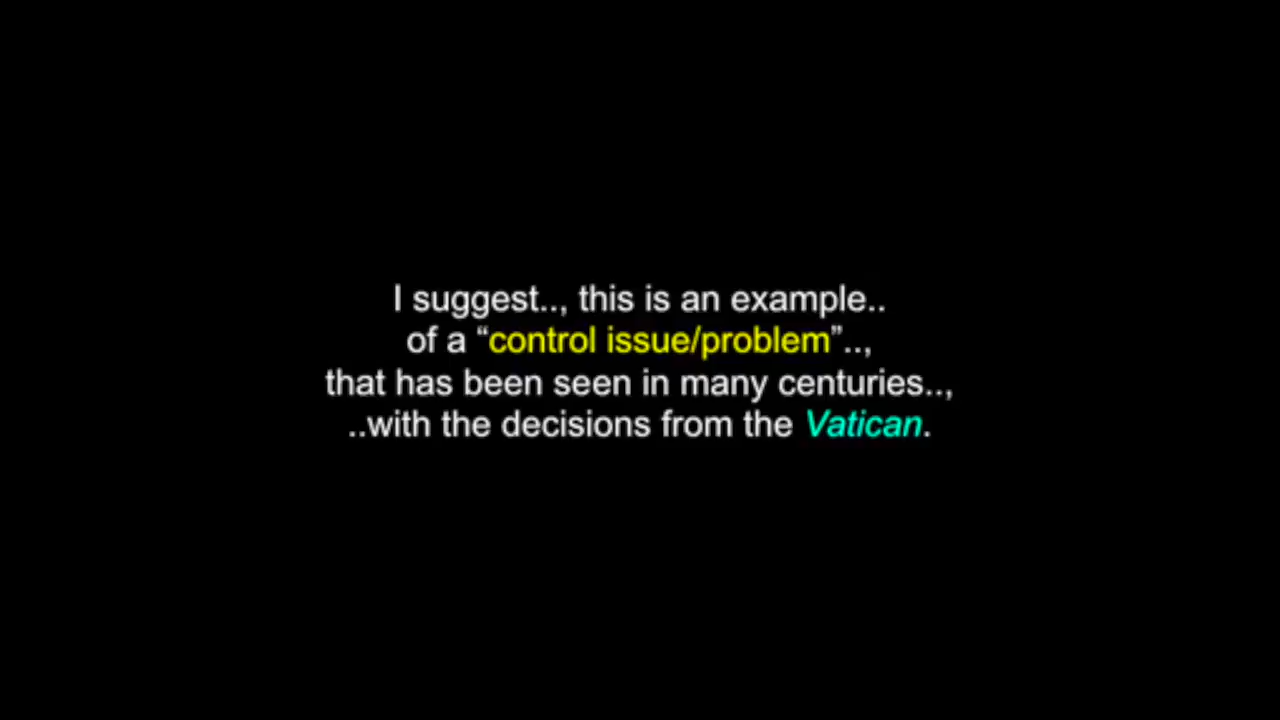 I suggest.., this is an example..
of a “control issue/problem”..,
that has been seen in many centuries..,
..with the decisions from the Vatican.